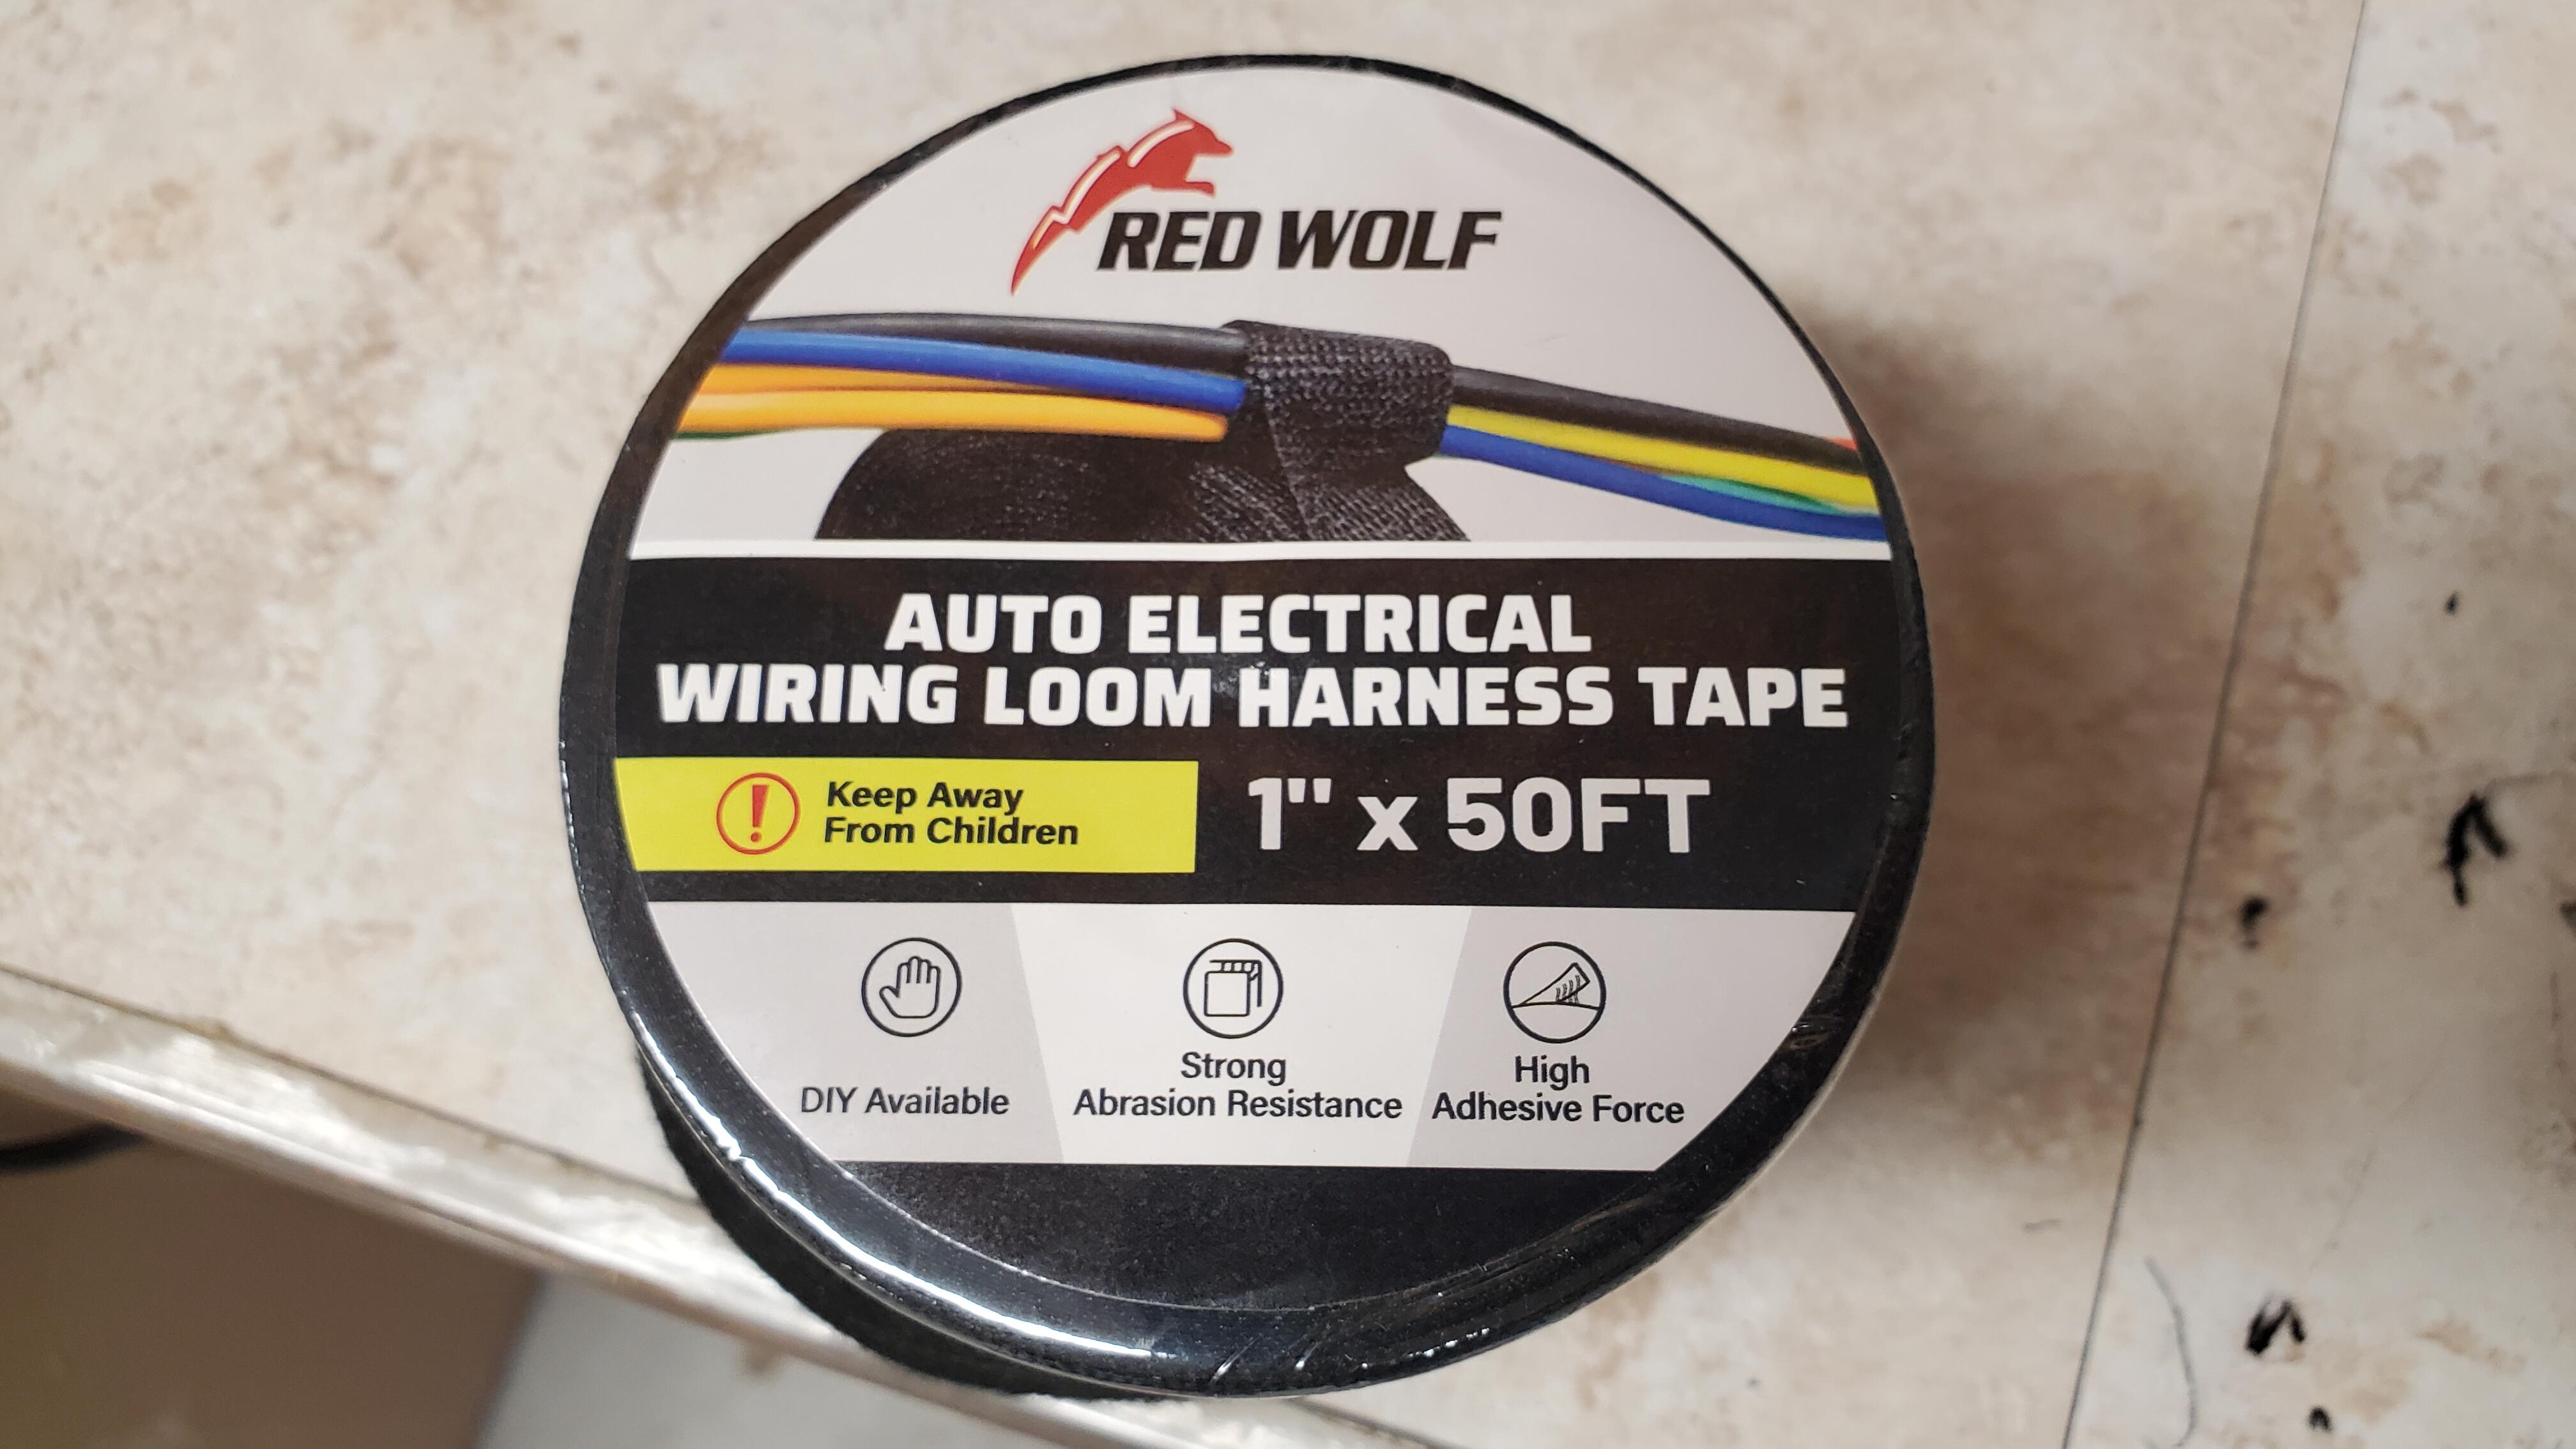 RED WOLF
AUTO ELECTRICAL
WIRING LOOM HARNESS TAPE
Keep Away
From Children
1" x 50FT
DIY Available
Strong
Abrasion Resistance
High
Adhesive Force